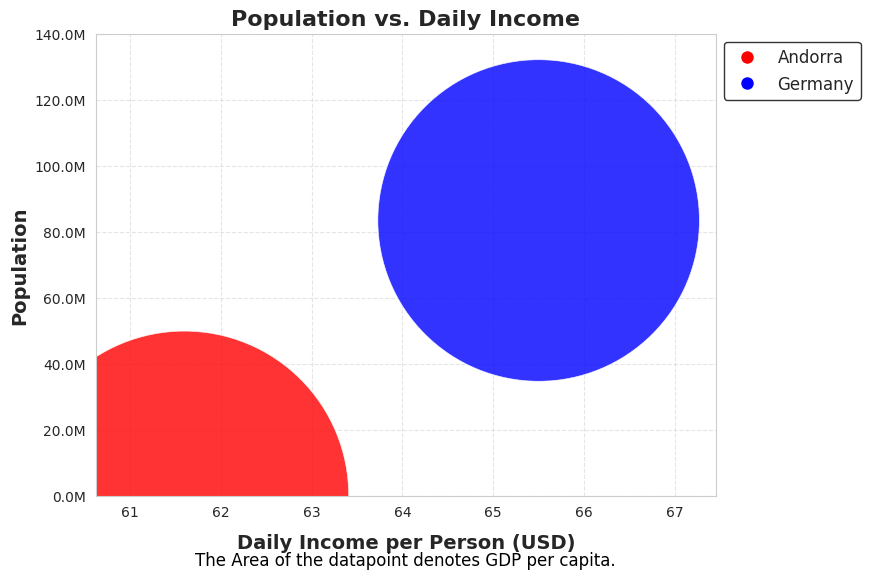 Population vs. Daily Income
Andorra
Germany
Population
140.0M
120.0M
100.0M
80.0M
60.0M
40.0M
20.0M
0.0M
61 62 63 64 65 66 67
Daily Income per Person (USD)
The Area of the datapoint denotes GDP per capita.